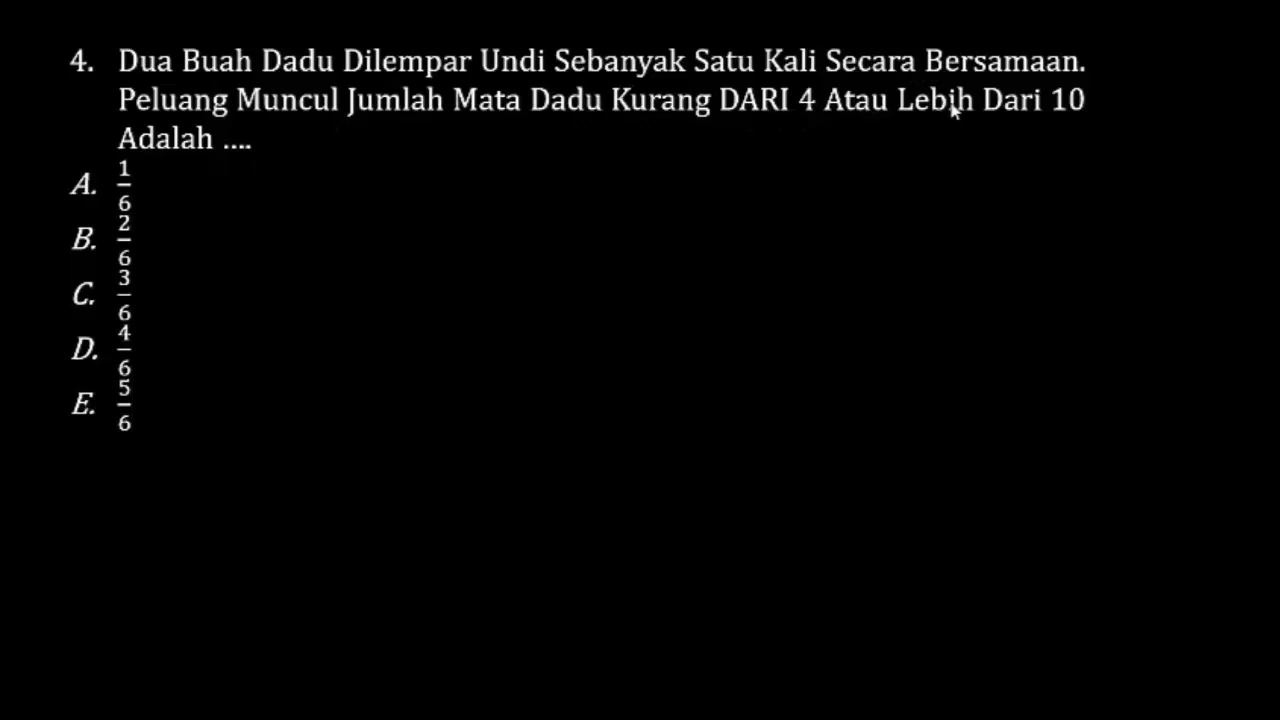 4. Dua Buah Dadu Dilempar Undi Sebanyak Satu Kali Secara Bersamaan.
Peluang Muncul Jumlah Mata Dadu Kurang DARI 4 Atau Lebih Dari 10
Adalah ....
A. 1/6
B. 2/6
C. 3/6
D. 4/6
E. 5/6